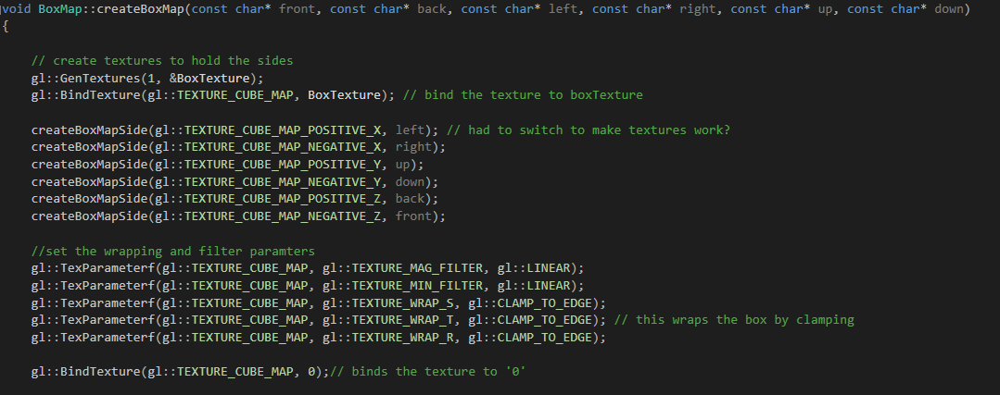 void BoxMap::createBoxMap(const char* front, const char* back, const char* left, const char* right, const char* up, const char* down)
{
// create textures to hold the sides
gl::GenTextures(1, &BoxTexture);
gl::BindTexture(gl::TEXTURE_CUBE_MAP, BoxTexture); // bind the texture to boxTexture
createBoxMapSide(gl::TEXTURE_CUBE_MAP_POSITIVE_X, left); // had to switch to make textures work?
createBoxMapSide(gl::TEXTURE_CUBE_MAP_NEGATIVE_X, right);
createBoxMapSide(gl::TEXTURE_CUBE_MAP_POSITIVE_Y, up);
createBoxMapSide(gl::TEXTURE_CUBE_MAP_NEGATIVE_Y, down);
createBoxMapSide(gl::TEXTURE_CUBE_MAP_POSITIVE_Z, back);
createBoxMapSide(gl::TEXTURE_CUBE_MAP_NEGATIVE_Z, front);
//set the wrapping and filter paramters
gl::TexParameterf(gl::TEXTURE_CUBE_MAP, gl::TEXTURE_MAG_FILTER, gl::LINEAR);
gl::TexParameterf(gl::TEXTURE_CUBE_MAP, gl::TEXTURE_MIN_FILTER, gl::LINEAR);
gl::TexParameterf(gl::TEXTURE_CUBE_MAP, gl::TEXTURE_WRAP_S, gl::CLAMP_TO_EDGE);
gl::TexParameterf(gl::TEXTURE_CUBE_MAP, gl::TEXTURE_WRAP_T, gl::CLAMP_TO_EDGE); // this wraps the box by clamping
gl::TexParameterf(gl::TEXTURE_CUBE_MAP, gl::TEXTURE_WRAP_R, gl::CLAMP_TO_EDGE);
gl::BindTexture(gl::TEXTURE_CUBE_MAP, 0);// binds the texture to '0'